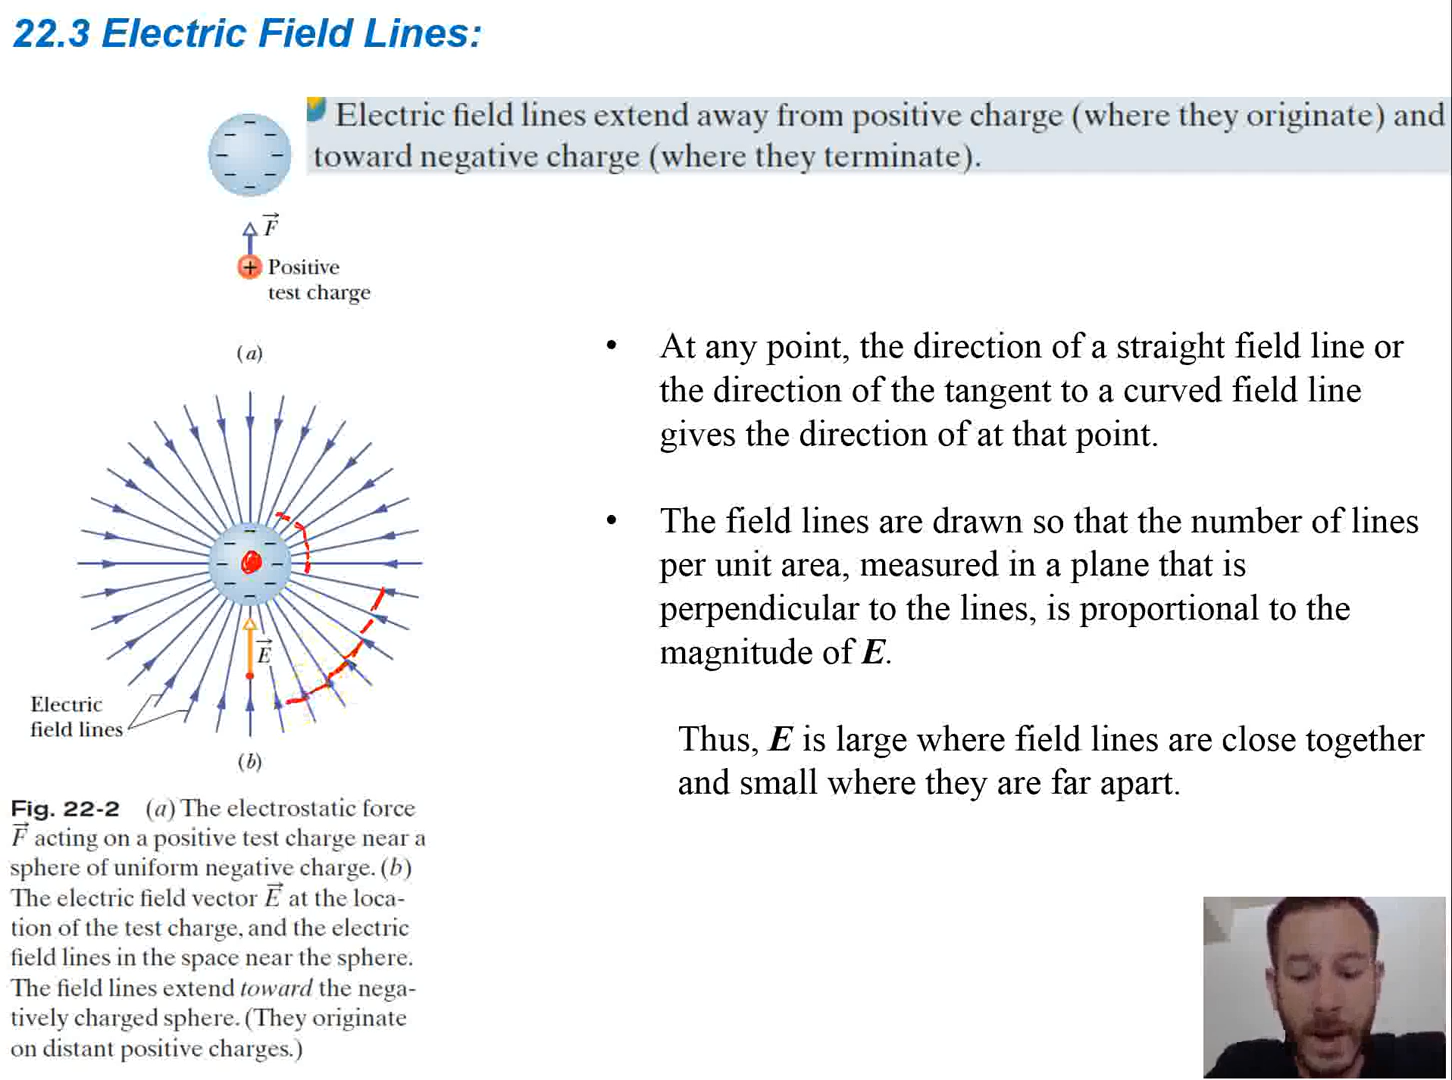 22.3 Electric Field Lines:
Electric field lines extend away from positive charge (where they originate) and
toward negative charge (where they terminate).
F
+ Positive
test charge
(a)
E
Electric
field lines
(b)
Fig. 22-2 (a) The electrostatic force
F acting on a positive test charge near a
sphere of uniform negative charge. (b)
The electric field vector E at the loca-
tion of the test charge, and the electric
field lines in the space near the sphere.
The field lines extend toward the nega-
tively charged sphere. (They originate
on distant positive charges.)
• At any point, the direction of a straight field line or
the direction of the tangent to a curved field line
gives the direction of at that point.
• The field lines are drawn so that the number of lines
per unit area, measured in a plane that is
perpendicular to the lines, is proportional to the
magnitude of E.
Thus, E is large where field lines are close together
and small where they are far apart.